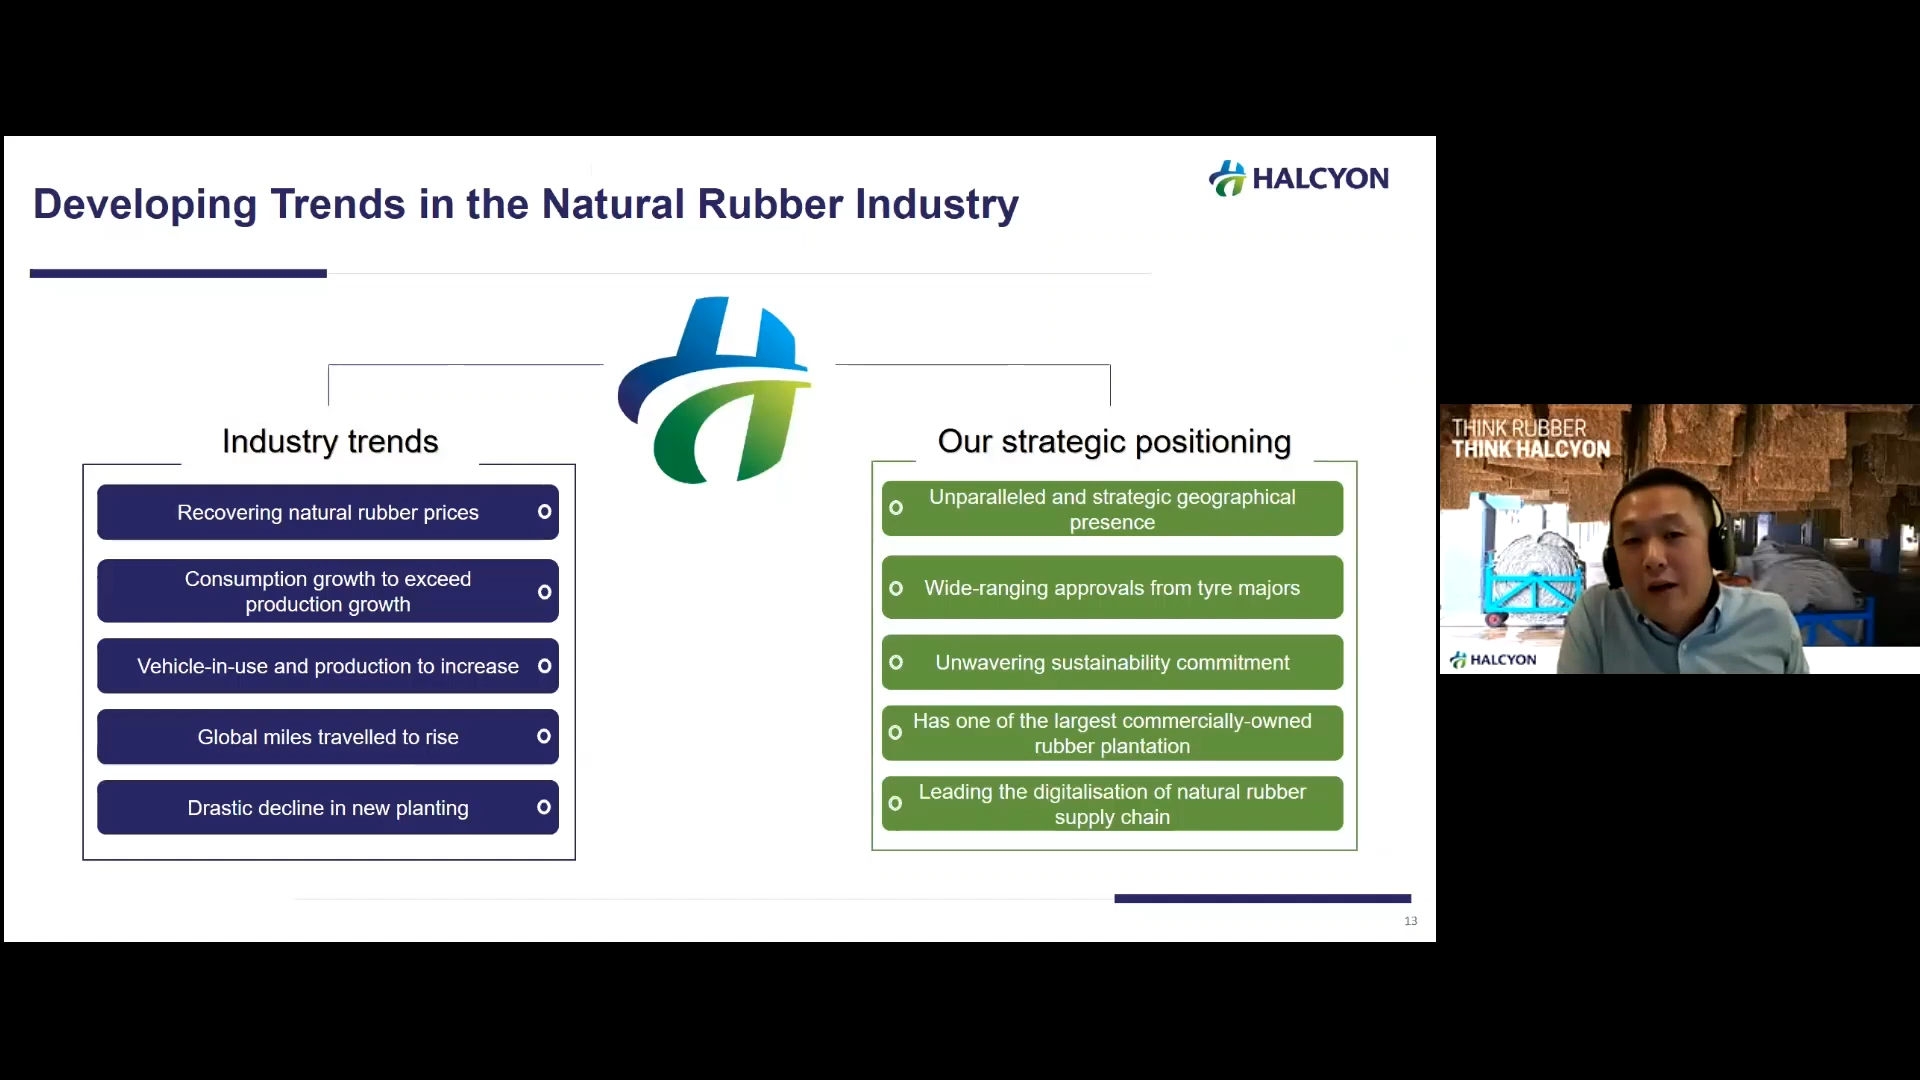 Developing Trends in the Natural Rubber Industry
HALCYON
Industry trends
Recovering natural rubber prices
Consumption growth to exceed
production growth
Vehicle-in-use and production to increase
Global miles travelled to rise
Drastic decline in new planting
Our strategic positioning
Unparalleled and strategic geographical
presence
Wide-ranging approvals from tyre majors
Unwavering sustainability commitment
Has one of the largest commercially-owned
rubber plantation
Leading the digitalisation of natural rubber
supply chain
13
THINK RUBBER
THINK HALCYON
HALCYON